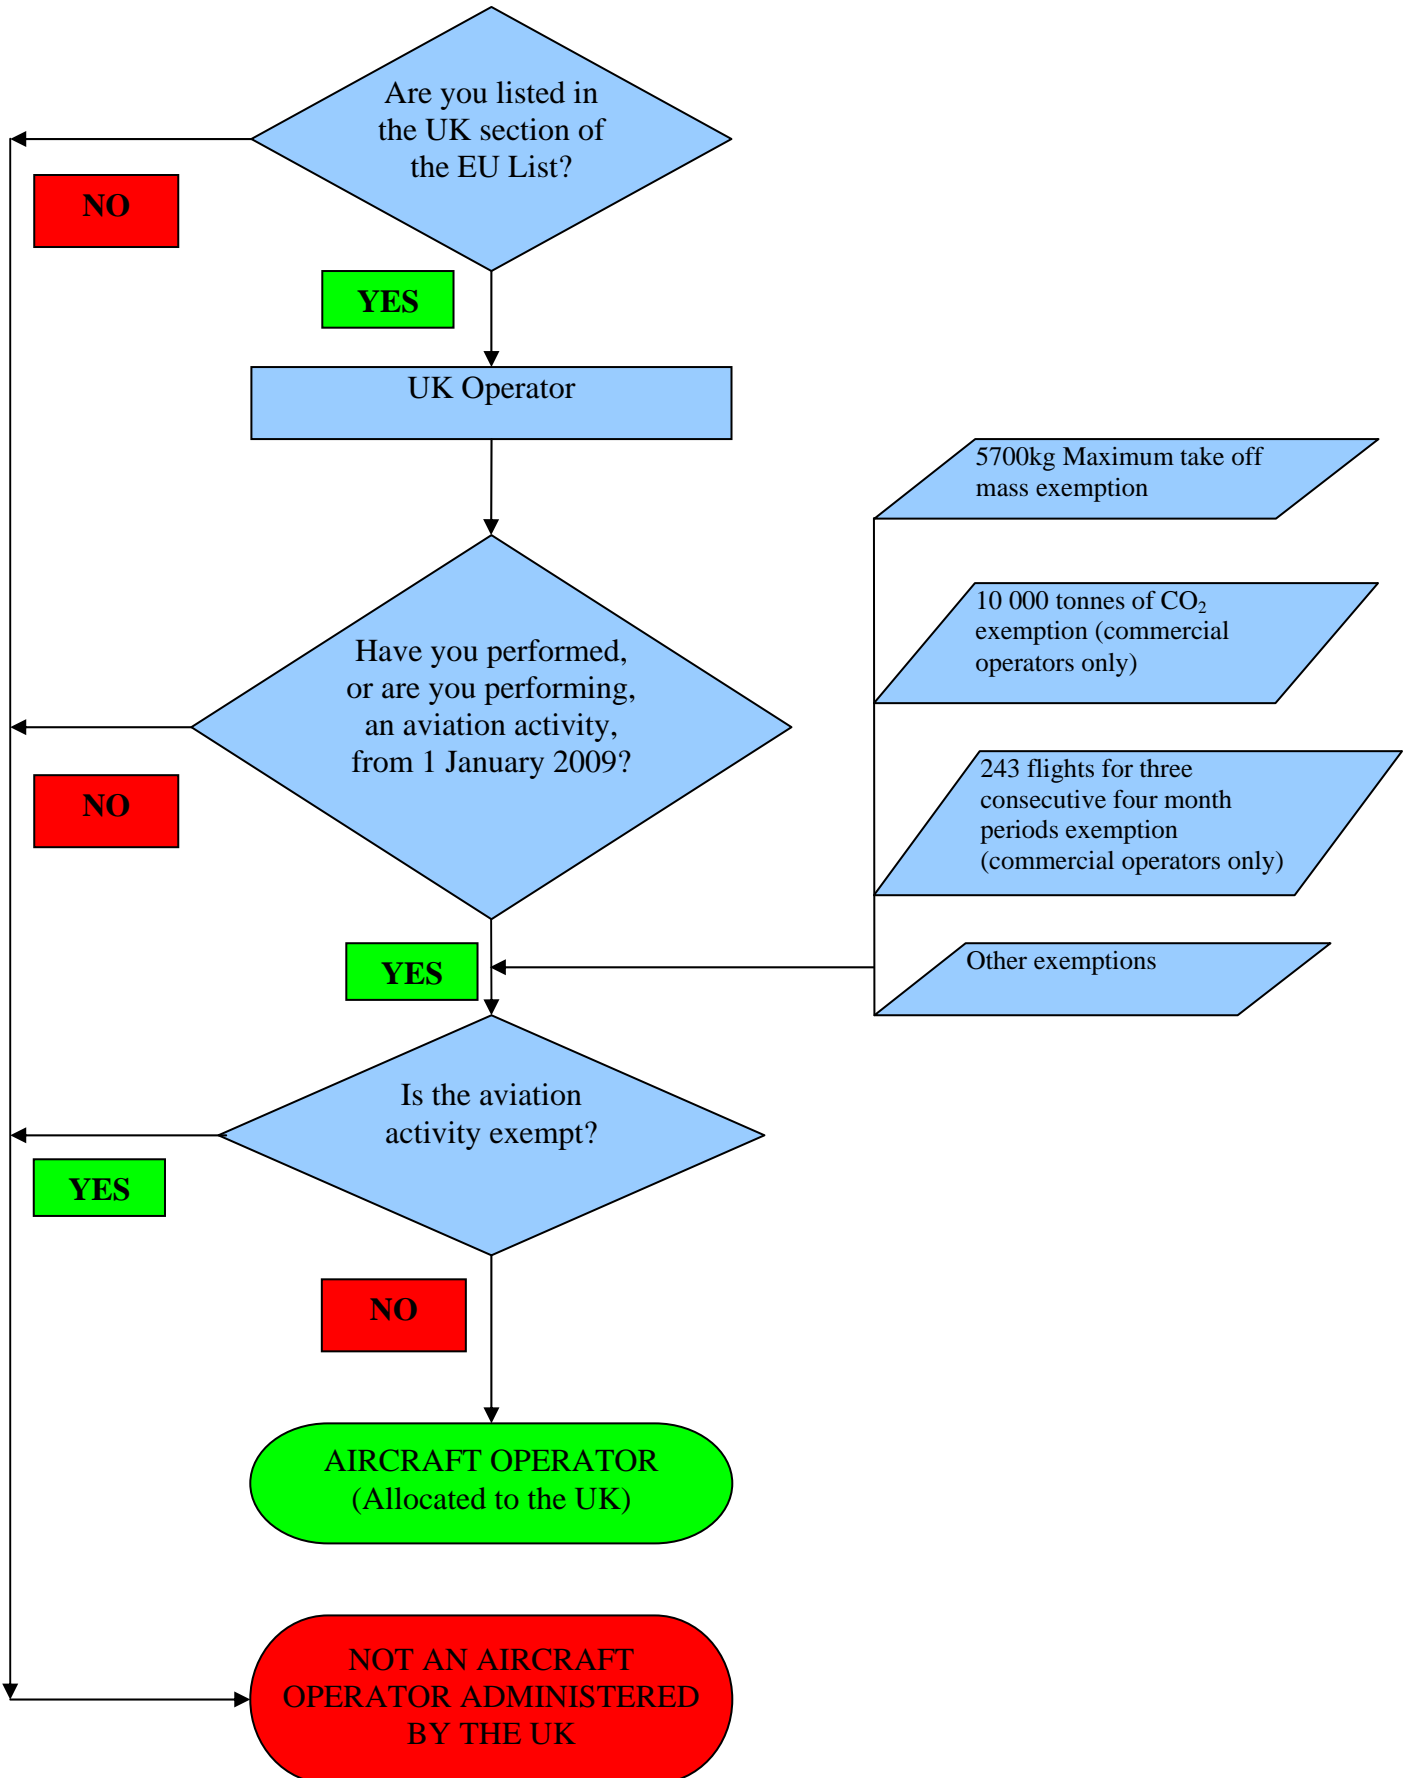 Are you listed in
the UK section of
the EU List?
NO
YES
UK Operator
5700kg Maximum take off
mass exemption
10 000 tonnes of CO₂
exemption (commercial
operators only)
Have you performed,
or are you performing,
an aviation activity,
from 1 January 2009?
NO
243 flights for three
consecutive four month
periods exemption
(commercial operators only)
YES
Other exemptions
Is the aviation
activity exempt?
YES
NO
AIRCRAFT OPERATOR
(Allocated to the UK)
NOT AN AIRCRAFT
OPERATOR ADMINISTERED
BY THE UK